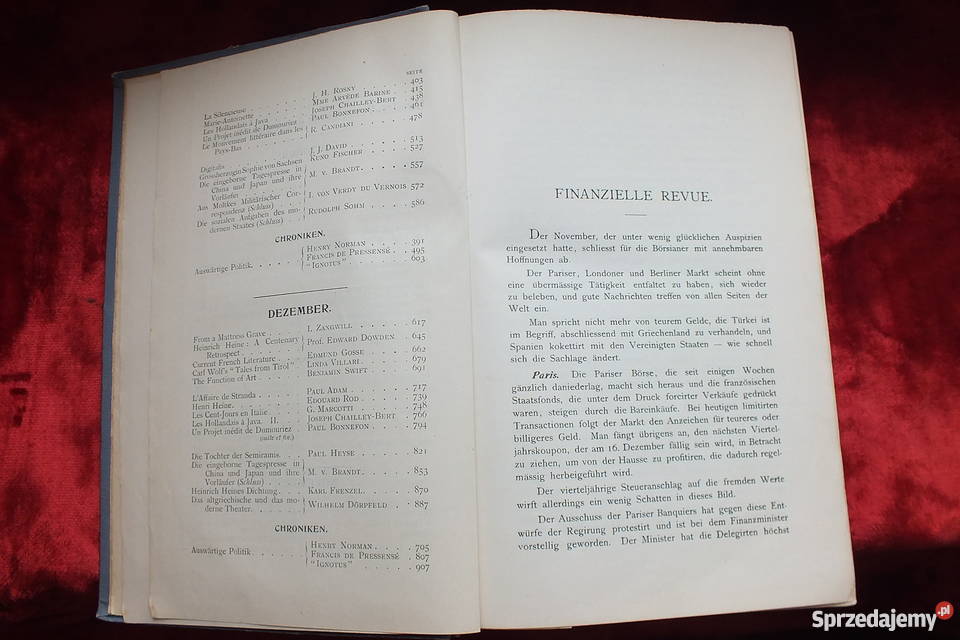 SEITE
La Silencieuse . . . . . . J. H. ROSNY . . . . 403
Marie-Antoinette . . . . . MME ARVÈDE BARINE . . 415
Les Hollandais à Java . . . JOSEPH CHAILLEY-BERT . 438
Un Projet inédit de Dumouriez . PAUL BONNEFON . . . 461
Le Mouvement littéraire dans les
Pays-Bas . . . . . . R. CANDIANI . . . . . 478
Digitalis . . . . . . . J. J. DAVID . . . . . 513
Grossherzogin Sophie von Sachsen KUNO FISCHER . . . . 527
Die eingeborne Tagespresse in
China und Japan und ihre
Vorläufer . . . . . . M. v. BRANDT . . . . 557
Aus Moltkes Militärischer Cor-
respondenz (Schluss) . . . I. VON VERDY DU VERNOIS 572
Die sozialen Aufgaben des mo-
dernen Staates (Schluss) . . RUDOLPH SOHM . . . . 586
CHRONIKEN.
Auswärtige Politik . . . . . HENRY NORMAN . . . . 391
FRANCIS DE PRESSENSÉ . 495
"IGNOTUS" . . . . . . 603
DEZEMBER.
From a Mattress Grave . . . I. ZANGWILL . . . . . 617
Heinrich Heine: A Centenary
Retrospect . . . . . . Prof. EDWARD DOWDEN . 645
Current French Literature . . EDMUND GOSSE . . . . 662
Carl Wolf's "Tales from Tirol" . LINDA VILLARI . . . . 679
The Function of Art . . . . BENJAMIN SWIFT . . . 691
L'Affaire de Stranda . . . . PAUL ADAM . . . . . 717
Henri Heine . . . . . . EDOUARD ROD . . . . 739
Les Cent-Jours en Italie . . . G. MARCOTTI . . . . 748
Les Hollandais à Java. II. . . JOSEPH CHAILLEY-BERT . 766
Un Projet inédit de Dumouriez . PAUL BONNEFON . . . 794
(suite et fin.)
Die Tochter der Semiramis . . PAUL HEYSE . . . . . 821
Die eingeborne Tagespresse in
China und Japan und ihre
Vorläufer (Schluss) . . . M. v. BRANDT . . . . 853
Heinrich Heines Dichtung . . . KARL FRENZEL . . . . 870
Das altgriechische und das mo-
derne Theater . . . . . WILHELM DÖRPFELD . . 887
CHRONIKEN.
Auswärtige Politik . . . . . HENRY NORMAN . . . . 705
FRANCIS DE PRESSENSÉ . 807
"IGNOTUS" . . . . . . 907
FINANZIELLE REVUE.
Der November, der unter wenig glücklichen Auspizien
eingesetzt hatte, schliesst für die Börsianer mit annehmbaren
Hoffnungen ab.
Der Pariser, Londoner und Berliner Markt scheint ohne
eine übermässige Tätigkeit entfaltet zu haben, sich wieder
zu beleben, und gute Nachrichten treffen von allen Seiten der
Welt ein.
Man spricht nicht mehr von teurem Gelde, die Türkei ist
im Begriff, abschliessend mit Griechenland zu verhandeln, und
Spanien kokettirt mit den Vereinigten Staaten — wie schnell
sich die Sachlage ändert.
Paris. Die Pariser Börse, die seit einigen Wochen
gänzlich daniederlag, macht sich heraus und die französischen
Staatsfonds, die unter dem Druck forcirter Verkäufe gedrückt
waren, steigen durch die Bareinkäufe. Bei heutigen limitirten
Transactionen folgt der Markt den Anzeichen für teureres oder
billigeres Geld. Man fängt übrigens an, den nächsten Viertel-
jahrskoupon, der am 16. Dezember fällig sein wird, in Betracht
zu ziehen, um von der Hausse zu profitiren, die dadurch regel-
mässig herbeigeführt wird.
Der vierteljährige Steueranschlag auf die fremden Werte
wirft allerdings ein wenig Schatten in dieses Bild.
Der Ausschuss der Pariser Banquiers hat gegen diese Ent-
würfe der Regirung protestirt und ist bei dem Finanzminister
vorstellig geworden. Der Minister hat die Delegirten höchst
Sprzedajemy.pl